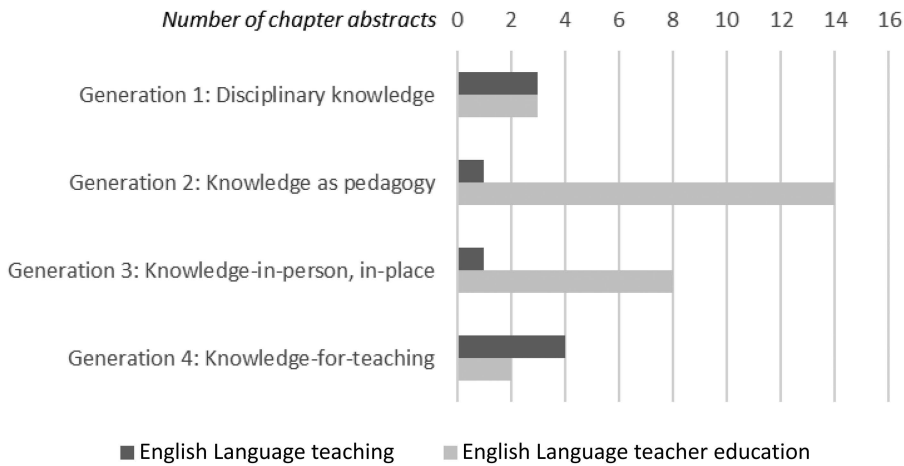 Number of chapter abstracts 0 2 4 6 8 10 12 14 16
Generation 1: Disciplinary knowledge
Generation 2: Knowledge as pedagogy
Generation 3: Knowledge-in-person, in-place
Generation 4: Knowledge-for-teaching
English Language teaching English Language teacher education